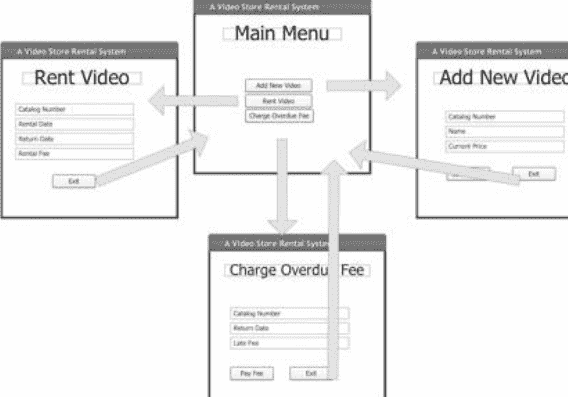 A Video Store Rental System
Main Menu
Add New Video
Rent Video
Charge Overdue Fee
A Video Store Rental System
Rent Video
Catalog Number
Rental Date
Return Date
Rental Fee
Exit
A Video Store Rental System
Add New Video
Catalog Number
Name
Current Price
Exit
A Video Store Rental System
Charge Overdue Fee
Catalog Number
Return Date
Late Fee
Pay Fee
Exit